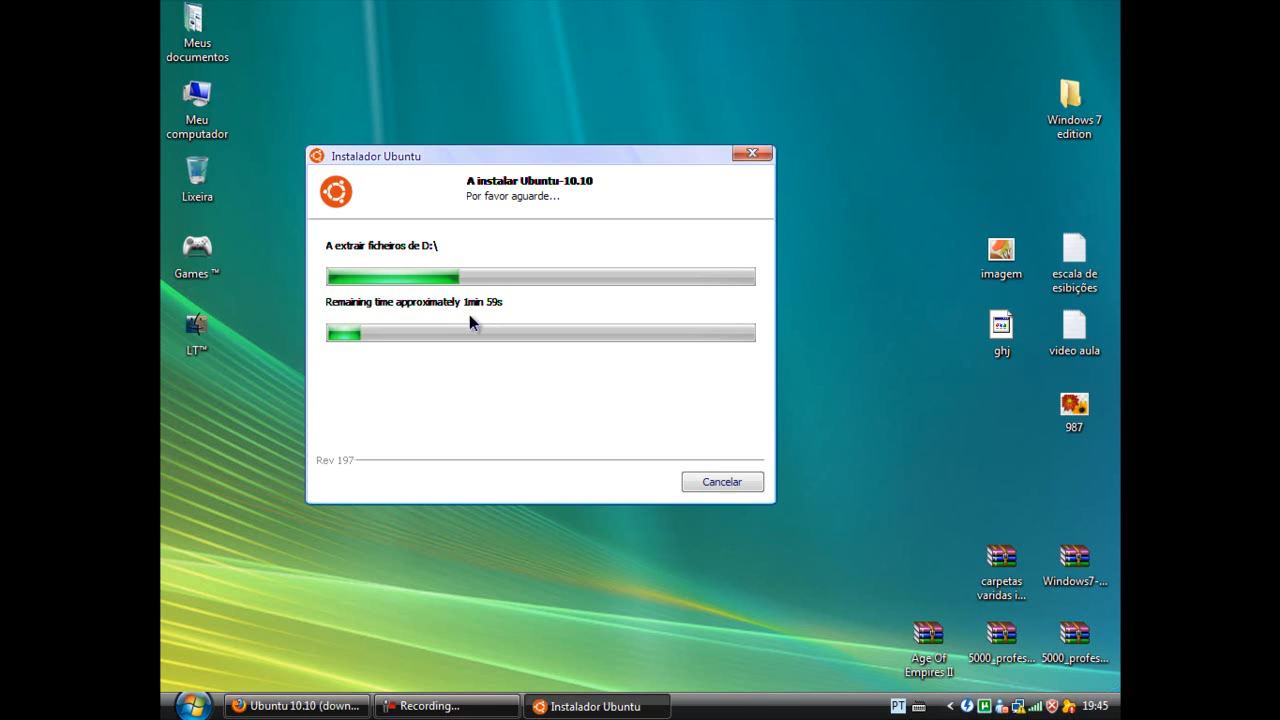 Meus
documentos
Meu
computador
Lixeira
Games ™
LT™
Windows 7
edition
imagem
escala de
esibições
ghj
video aula
987
carpetas
varidas i...
Windows7-...
Age Of
Empires II
5000_profes...
5000_profes...
Instalador Ubuntu
A instalar Ubuntu-10.10
Por favor aguarde...
A extrair ficheiros de D:\
Remaining time approximately 1min 59s
Rev 197
Cancelar
Ubuntu 10.10 (down...
Recording...
Instalador Ubuntu
PT
19:45